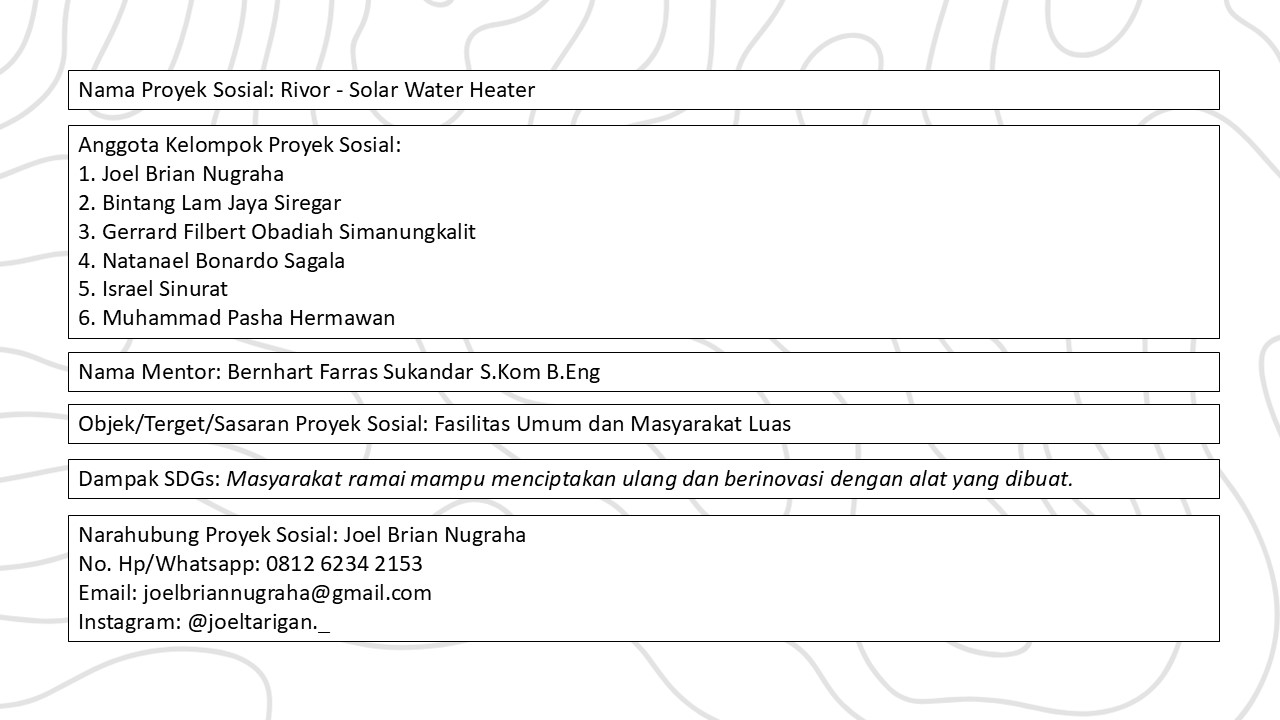 Nama Proyek Sosial: Rivor - Solar Water Heater
Anggota Kelompok Proyek Sosial:
1. Joel Brian Nugraha
2. Bintang Lam Jaya Siregar
3. Gerrard Filbert Obadiah Simanungkalit
4. Natanael Bonardo Sagala
5. Israel Sinurat
6. Muhammad Pasha Hermawan
Nama Mentor: Bernhart Farras Sukandar S.Kom B.Eng
Objek/Terget/Sasaran Proyek Sosial: Fasilitas Umum dan Masyarakat Luas
Dampak SDGs: Masyarakat ramai mampu menciptakan ulang dan berinovasi dengan alat yang dibuat.
Narahubung Proyek Sosial: Joel Brian Nugraha
No. Hp/Whatsapp: 0812 6234 2153
Email: joelbriannugraha@gmail.com
Instagram: @joeltarigan._